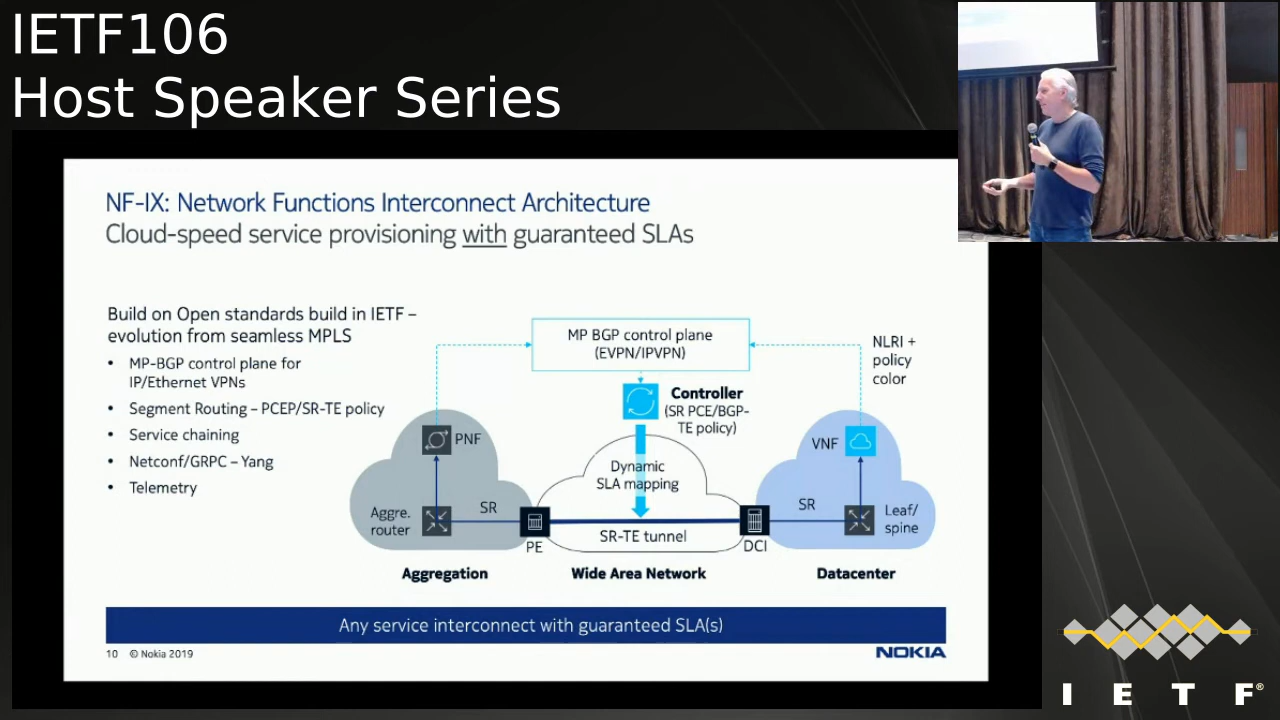 IETF106
Host Speaker Series
NF-IX: Network Functions Interconnect Architecture
Cloud-speed service provisioning with guaranteed SLAs
Build on Open standards build in IETF –
evolution from seamless MPLS
• MP-BGP control plane for
IP/Ethernet VPNs
• Segment Routing – PCEP/SR-TE policy
• Service chaining
• Netconf/GRPC – Yang
• Telemetry
MP BGP control plane
(EVPN/IPVPN)
NLRI +
policy
color
Controller
(SR PCE/BGP-
TE policy)
PNF
VNF
Dynamic
SLA mapping
Aggre.
router
SR
PE
SR-TE tunnel
DCI
SR
Leaf/
spine
Aggregation
Wide Area Network
Datacenter
Any service interconnect with guaranteed SLA(s)
10 © Nokia 2019
NOKIA
I E T F®